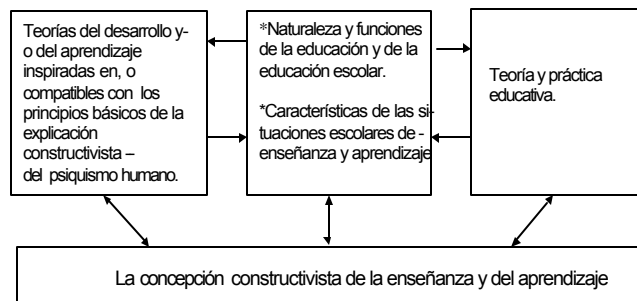 Teorías del desarrollo y-
o del aprendizaje
inspiradas en, o
compatibles con los
principios básicos de la
explicación
constructivista –
del psiquismo humano.
*Naturaleza y funciones
de la educación y de la
educación escolar.
*Características de las si-
tuaciones escolares de -
enseñanza y aprendizaje
Teoría y práctica
educativa.
La concepción constructivista de la enseñanza y del aprendizaje